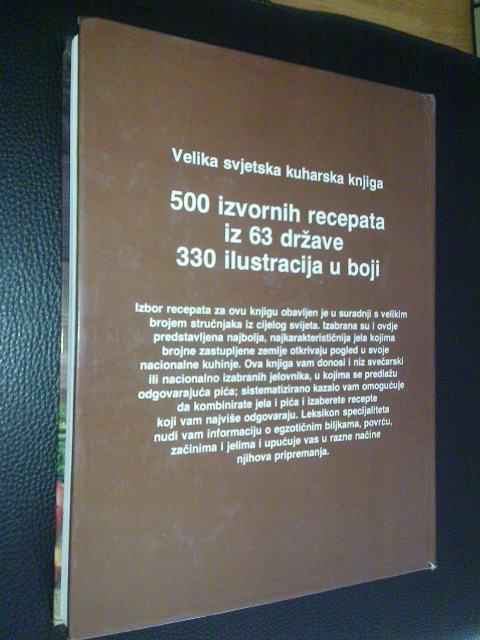 Velika svjetska kuharska knjiga
500 izvornih recepata
iz 63 države
330 ilustracija u boji
Izbor recepata za ovu knjigu obavljen je u suradnji s velikim
brojem stručnjaka iz cijelog svijeta. Izabrana su i ovdje
predstavljena najbolja, najkarakterističnija jela kojima
brojne zastupljene zemlje otkrivaju pogled u svoje
nacionalne kuhinje. Ova knjiga vam donosi i niz svečarski
ili nacionalno izabranih jelovnika, u kojima se predlažu
odgovarajuća pića; sistematizirano kazalo vam omogućuje
da kombinirate jela i pića i izaberete recepte
koji vam najviše odgovaraju. Leksikon specijaliteta
nudi vam informaciju o egzotičnim biljkama, povrću,
začinima i jelima i upućuje vas u razne načine
njihova pripremanja.